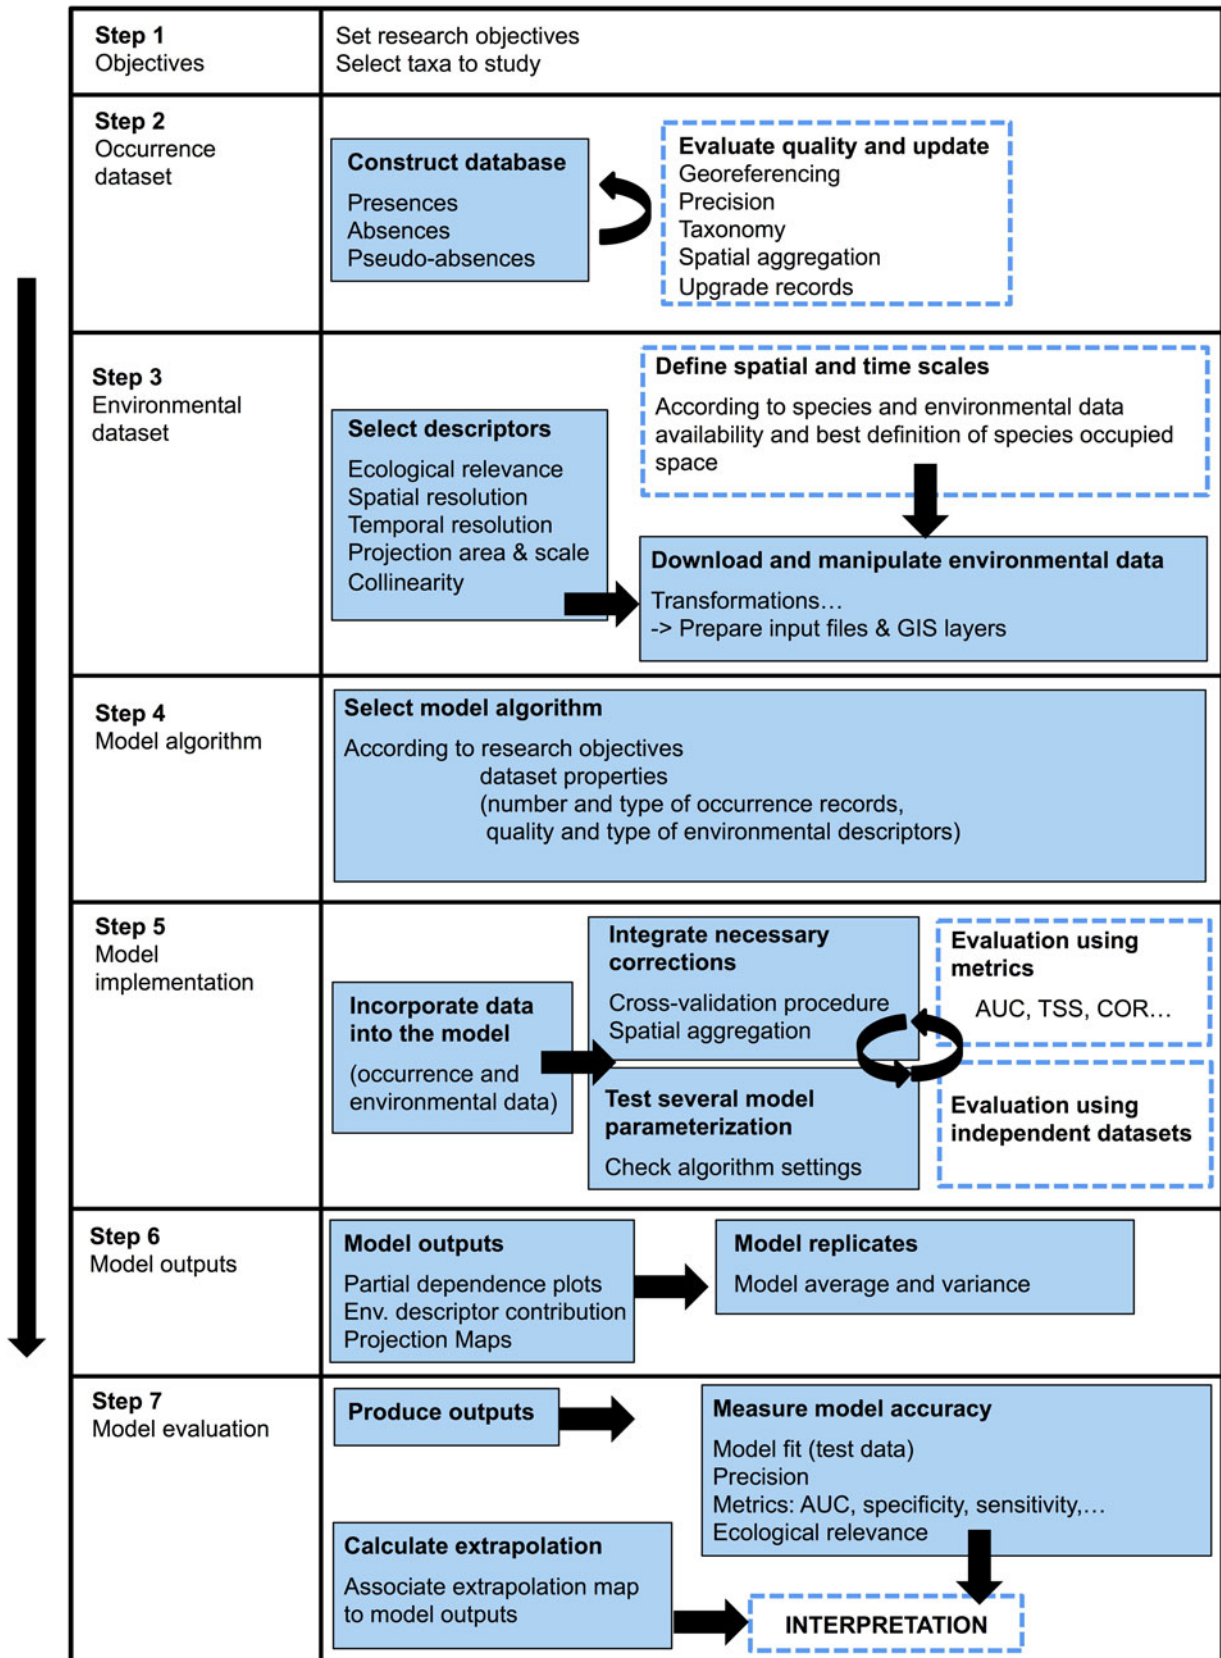 Step 1
Objectives
Set research objectives
Select taxa to study
Step 2
Occurrence
dataset
Construct database
Presences
Absences
Pseudo-absences
Evaluate quality and update
Georeferencing
Precision
Taxonomy
Spatial aggregation
Upgrade records
Step 3
Environmental
dataset
Select descriptors
Ecological relevance
Spatial resolution
Temporal resolution
Projection area & scale
Collinearity
Define spatial and time scales
According to species and environmental data
availability and best definition of species occupied
space
Download and manipulate environmental data
Transformations…
-> Prepare input files & GIS layers
Step 4
Model algorithm
Select model algorithm
According to research objectives
dataset properties
(number and type of occurrence records,
quality and type of environmental descriptors)
Step 5
Model
implementation
Incorporate data
into the model
(occurrence and
environmental data)
Integrate necessary
corrections
Cross-validation procedure
Spatial aggregation
Test several model
parameterization
Check algorithm settings
Evaluation using
metrics
AUC, TSS, COR…
Evaluation using
independent datasets
Step 6
Model outputs
Model outputs
Partial dependence plots
Env. descriptor contribution
Projection Maps
Model replicates
Model average and variance
Step 7
Model evaluation
Produce outputs
Measure model accuracy
Model fit (test data)
Precision
Metrics: AUC, specificity, sensitivity,…
Ecological relevance
Calculate extrapolation
Associate extrapolation map
to model outputs
INTERPRETATION